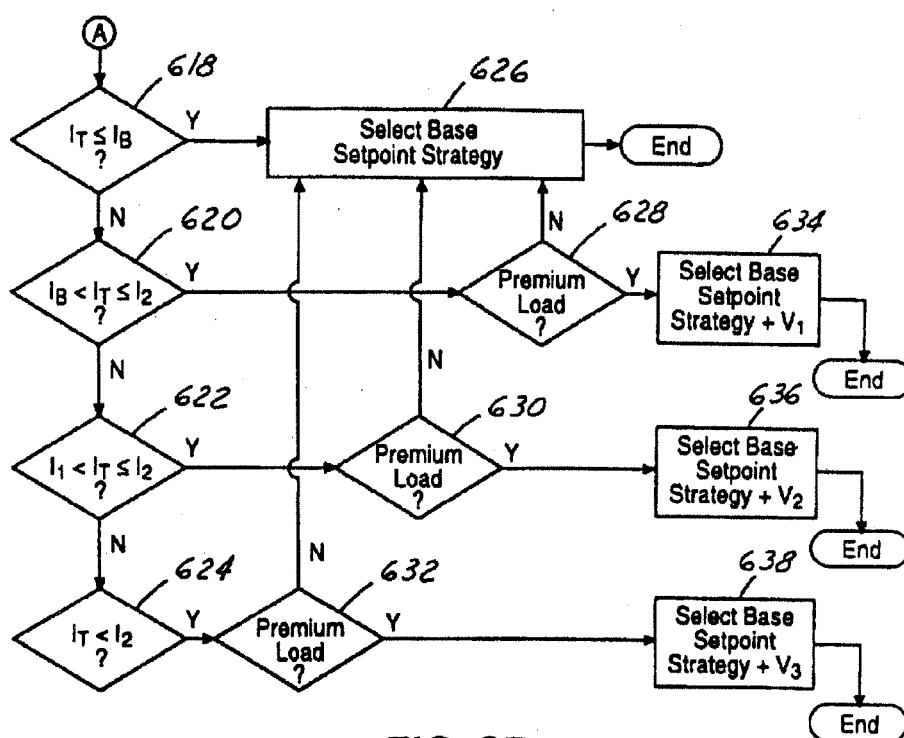 A
618
I_T ≤ I_B
?
Y
626
Select Base
Setpoint Strategy
End
N
620
I_B < I_T ≤ I_2
?
Y
N
628
Premium
Load
?
Y
634
Select Base
Setpoint
Strategy + V_1
End
N
622
I_1 < I_T ≤ I_2
?
Y
N
630
Premium
Load
?
Y
636
Select Base
Setpoint
Strategy + V_2
End
N
624
I_T < I_2
?
Y
N
632
Premium
Load
?
Y
638
Select Base
Setpoint
Strategy + V_3
End